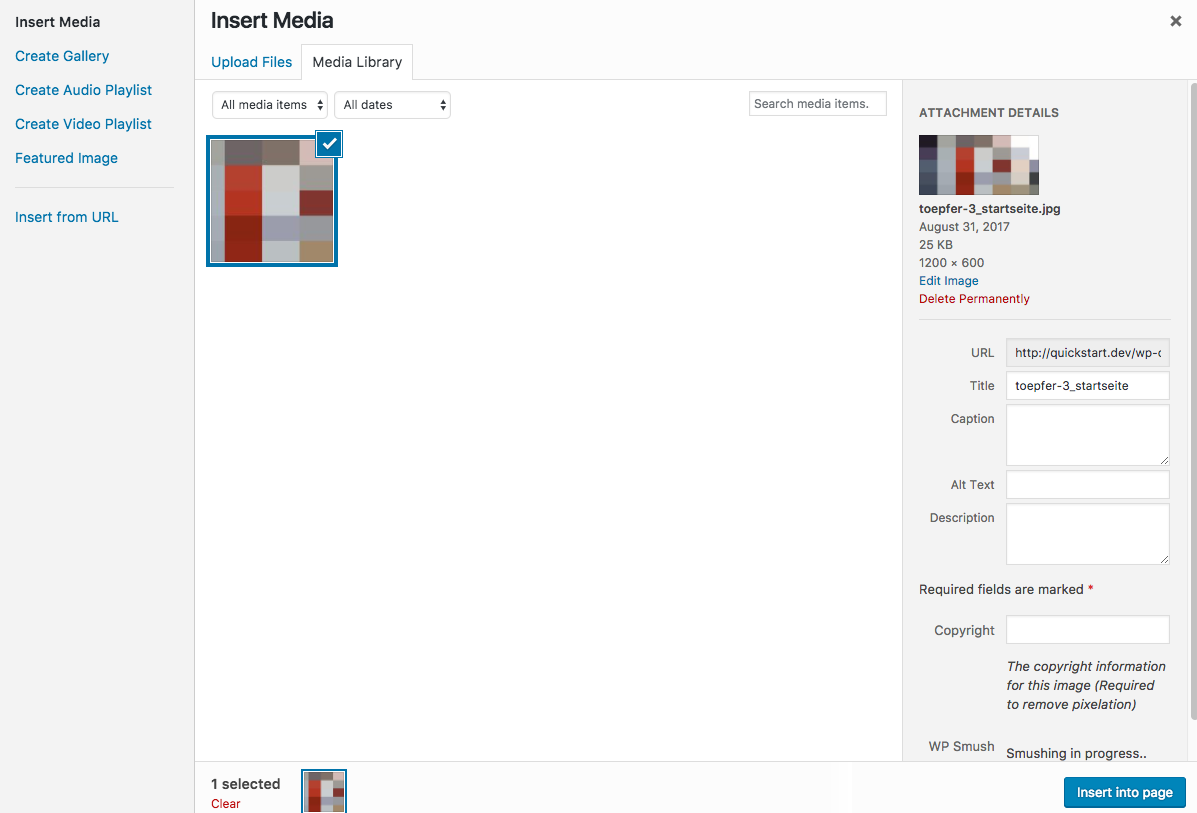 Insert Media
Create Gallery
Create Audio Playlist
Create Video Playlist
Featured Image
Insert from URL
Insert Media
Upload Files
Media Library
All media items
All dates
Search media items.
ATTACHMENT DETAILS
toepfer-3_startseite.jpg
August 31, 2017
25 KB
1200 × 600
Edit Image
Delete Permanently
URL http://quickstart.dev/wp-c
Title toepfer-3_startseite
Caption
Alt Text
Description
Required fields are marked *
Copyright
The copyright information
for this image (Required
to remove pixelation)
WP Smush Smushing in progress..
1 selected
Clear
Insert into page